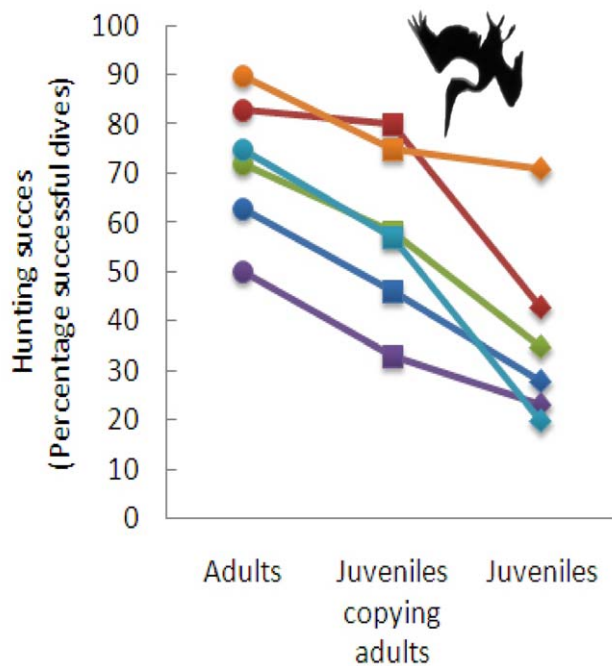 Hunting succes
(Percentage successful dives)
100
90
80
70
60
50
40
30
20
10
0
Adults
Juveniles
copying
adults
Juveniles